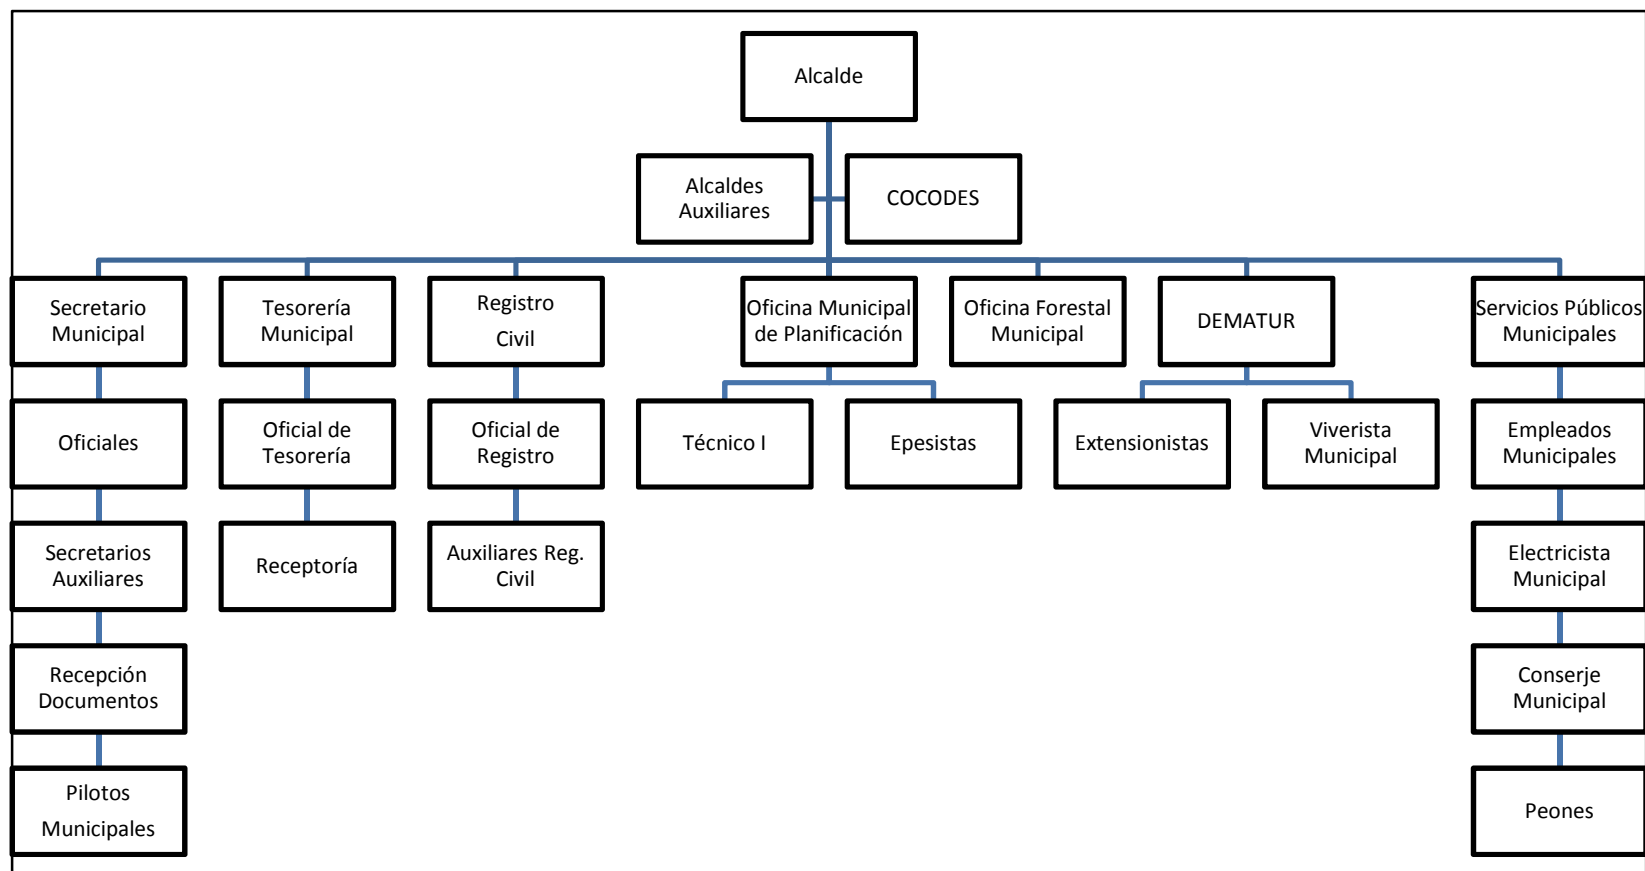 Alcalde
Alcaldes
Auxiliares
COCODES
Secretario
Municipal
Tesorería
Municipal
Registro
Civil
Oficina Municipal
de Planificación
Oficina Forestal
Municipal
DEMATUR
Servicios Públicos
Municipales
Oficiales
Oficial de
Tesorería
Oficial de
Registro
Técnico I
Epesistas
Extensionistas
Viverista
Municipal
Empleados
Municipales
Secretarios
Auxiliares
Receptoría
Auxiliares Reg.
Civil
Electricista
Municipal
Recepción
Documentos
Conserje
Municipal
Pilotos
Municipales
Peones